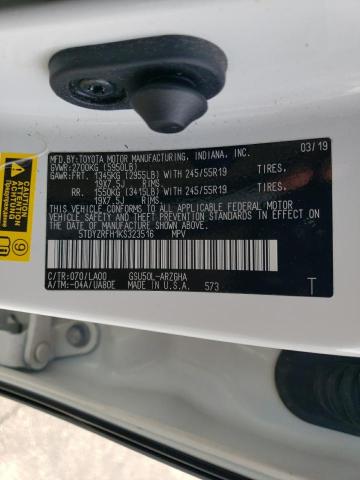 MFD.BY:TOYOTA MOTOR MANUFACTURING, INDIANA, INC. 03/19
GVWR:2700KG (5950LB)
GAWR:FRT. 1345KG (2955LB) WITH 245/55R19 TIRES,
19X7.5J RIMS,
RR. 1550KG (3415LB) WITH 245/55R19 TIRES,
19X7.5J RIMS,
THIS VEHICLE CONFORMS TO ALL APPLICABLE
FEDERAL MOTOR VEHICLE SAFETY AND
THEFT PREVENTION STANDARDS IN EFFECT ON
THE DATE OF MANUFACTURE SHOWN ABOVE.
5TDYZRFH1KS323516 MPV
C/TR:070/LA00 GSU50L-ARZGHA
A/TM:-04A/UA80E MADE IN U.S.A. 573 T